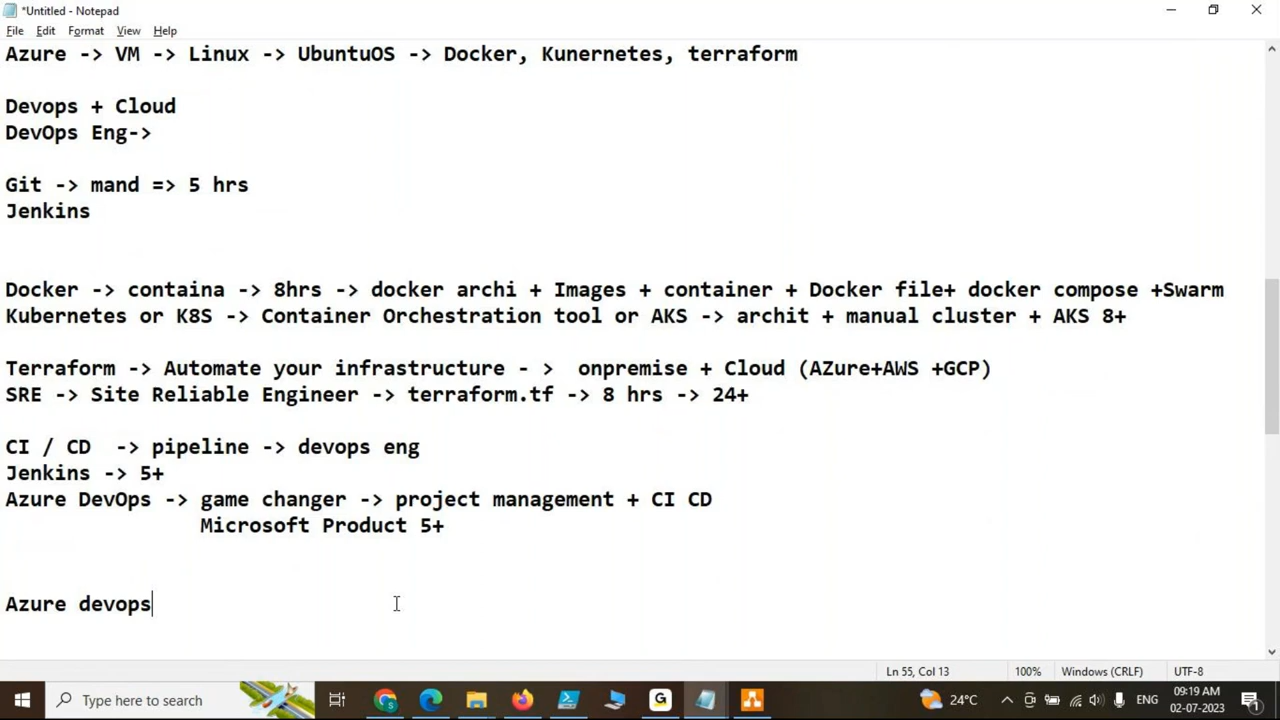 *Untitled - Notepad
File Edit Format View Help
Azure -> VM -> Linux -> UbuntuOS -> Docker, Kunernetes, terraform
Devops + Cloud
DevOps Eng->
Git -> mand => 5 hrs
Jenkins
Docker -> containa -> 8hrs -> docker archi + Images + container + Docker file+ docker compose +Swarm
Kubernetes or K8S -> Container Orchestration tool or AKS -> archit + manual cluster + AKS 8+
Terraform -> Automate your infrastructure - >  onpremise + Cloud (AZure+AWS +GCP)
SRE -> Site Reliable Engineer -> terraform.tf -> 8 hrs -> 24+
CI / CD  -> pipeline -> devops eng
Jenkins -> 5+
Azure DevOps -> game changer -> project management + CI CD
Microsoft Product 5+
Azure devops
Ln 55, Col 13 100% Windows (CRLF) UTF-8
Type here to search G 24°C ENG 09:19 AM
02-07-2023 1